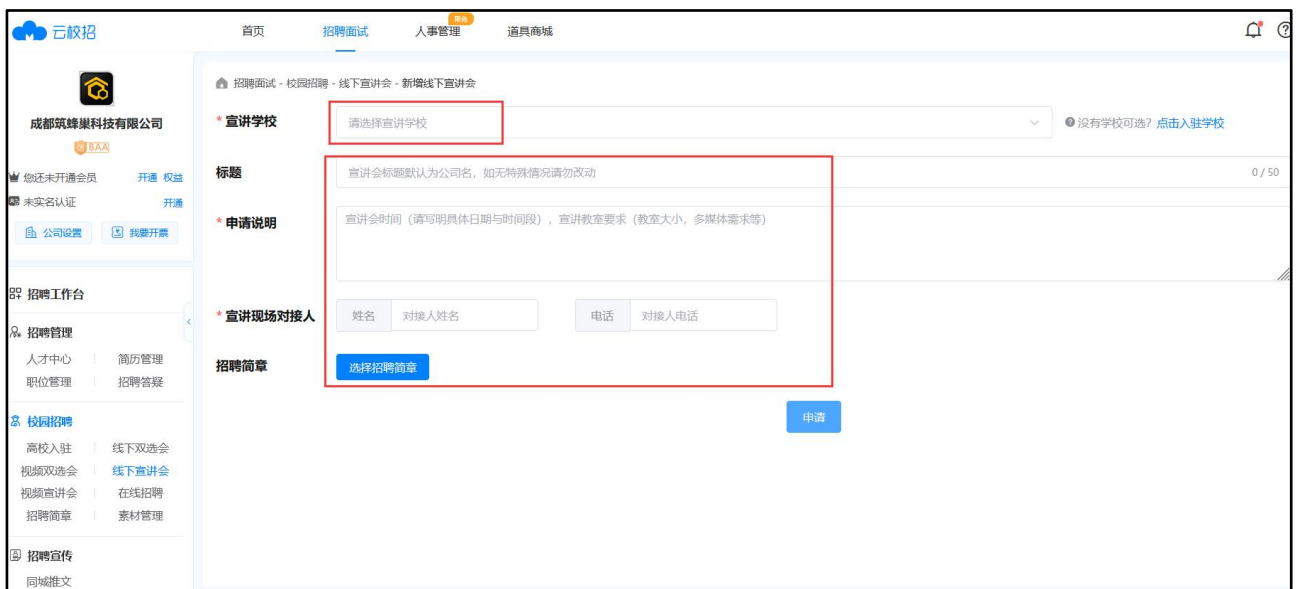 云校招
首页
招聘面试
人事管理
限免
道具商城
成都筑蜂巢科技有限公司
BAA
您还未开通会员 开通 权益
未实名认证 开通
公司设置 我要开票
招聘工作台
招聘管理
人才中心 简历管理
职位管理 招聘答疑
校园招聘
高校入驻 线下双选会
视频双选会 线下宣讲会
视频宣讲会 在线招聘
招聘简章 素材管理
招聘宣传
同城推文
招聘面试 - 校园招聘 - 线下宣讲会 - 新增线下宣讲会
* 宣讲学校 请选择宣讲学校 没有学校可选? 点击入驻学校
标题 宣讲会标题默认为公司名，如无特殊情况请勿改动 0 / 50
* 申请说明 宣讲会时间（请写明具体日期与时间段），宣讲教室要求（教室大小，多媒体需求等）
* 宣讲现场对接人 姓名 对接人姓名 电话 对接人电话
招聘简章 选择招聘简章
申请